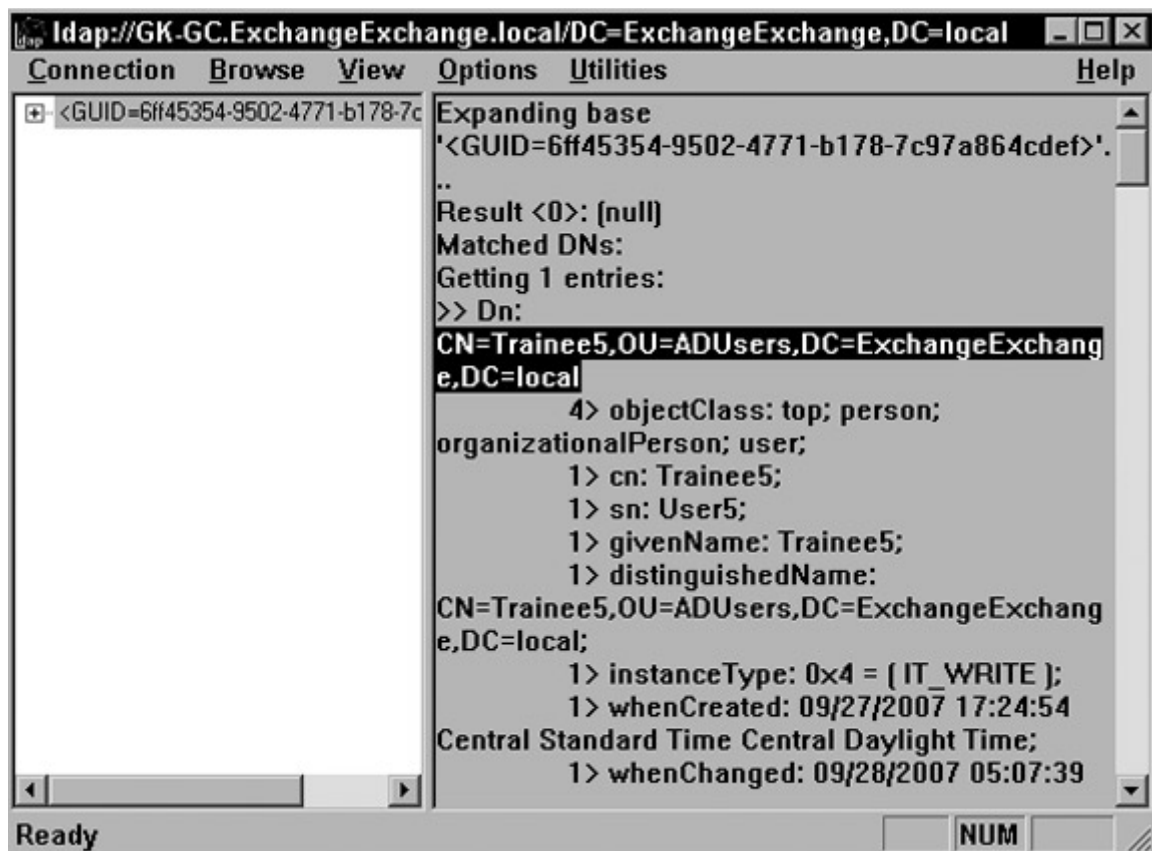 ldap://GK-GC.ExchangeExchange.local/DC=ExchangeExchange,DC=local
Connection Browse View Options Utilities Help
<GUID=6ff45354-9502-4771-b178-7c
Expanding base
'<GUID=6ff45354-9502-4771-b178-7c97a864cdef>'.
..
Result <0>: (null)
Matched DNs:
Getting 1 entries:
>> Dn:
CN=Trainee5,OU=ADUsers,DC=ExchangeExchang
e,DC=local
4> objectClass: top; person;
organizationalPerson; user;
1> cn: Trainee5;
1> sn: User5;
1> givenName: Trainee5;
1> distinguishedName:
CN=Trainee5,OU=ADUsers,DC=ExchangeExchang
e,DC=local;
1> instanceType: 0x4 = ( IT_WRITE );
1> whenCreated: 09/27/2007 17:24:54
Central Standard Time Central Daylight Time;
1> whenChanged: 09/28/2007 05:07:39
Ready NUM